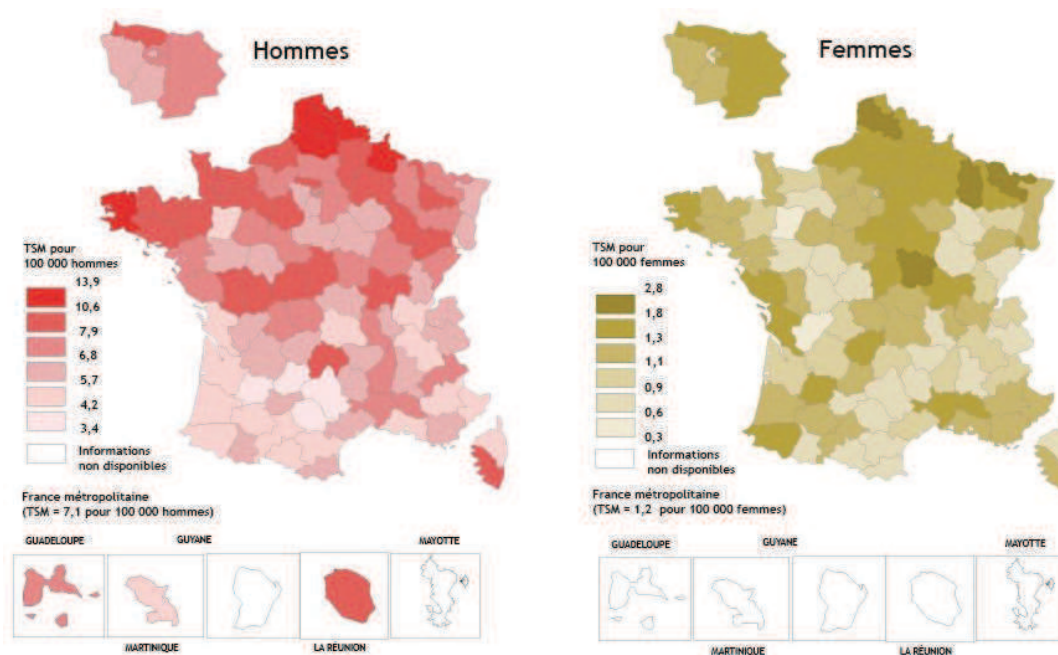 Hommes
TSM pour
100 000 hommes
13,9
10,6
7,9
6,8
5,7
4,2
3,4
Informations
non disponibles
France métropolitaine
(TSM = 7,1 pour 100 000 hommes)
GUADELOUPE
GUYANE
MAYOTTE
MARTINIQUE
LA RÉUNION
Femmes
TSM pour
100 000 femmes
2,8
1,8
1,3
1,1
0,9
0,6
0,3
Informations
non disponibles
France métropolitaine
(TSM = 1,2 pour 100 000 femmes)
GUADELOUPE
GUYANE
MAYOTTE
MARTINIQUE
LA RÉUNION